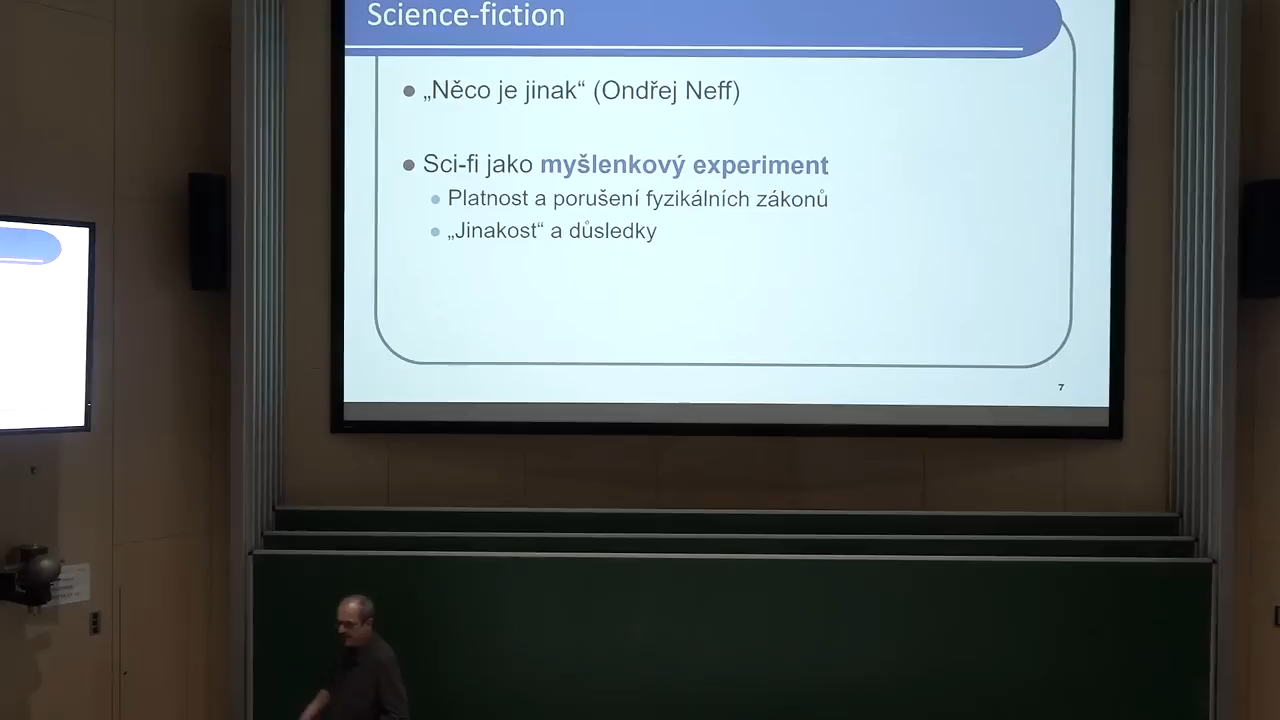 Science-fiction
„Něco je jinak“ (Ondřej Neff)
Sci-fi jako myšlenkový experiment
Platnost a porušení fyzikálních zákonů
„Jinakost“ a důsledky
7